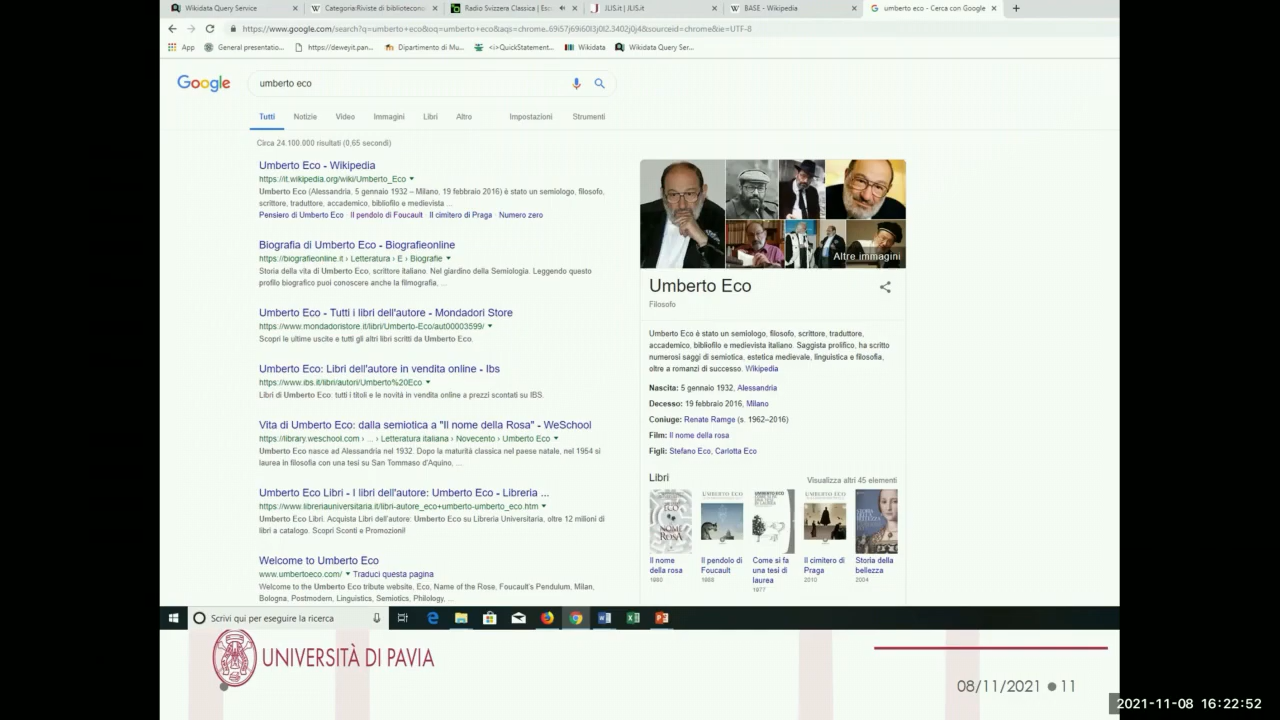 Wikidata Query Service
Categoria:Riviste di biblioteconom
Radio Svizzera Classica | Esc
JLIS.it | JLIS.it
BASE - Wikipedia
umberto eco - Cerca con Google
https://www.google.com/search?q=umberto+eco&oq=umberto+eco&aqs=chrome..69i57j69i60l3j0l2.3402j0j4&sourceid=chrome&ie=UTF-8
App
General presentatio...
https://deweyit.pan...
Dipartimento di Mu...
<i>QuickStatement...
Wikidata
Wikidata Query Ser...
Google
umberto eco
Tutti Notizie Video Immagini Libri Altro Impostazioni Strumenti
Circa 24.100.000 risultati (0,65 secondi)
Umberto Eco - Wikipedia
https://it.wikipedia.org/wiki/Umberto_Eco
Umberto Eco (Alessandria, 5 gennaio 1932 – Milano, 19 febbraio 2016) è stato un semiologo, filosofo,
scrittore, traduttore, accademico, bibliofilo e medievista ...
Pensiero di Umberto Eco · Il pendolo di Foucault · Il cimitero di Praga · Numero zero
Biografia di Umberto Eco - Biografieonline
https://biografieonline.it › Letteratura › E › Biografie
Storia della vita di Umberto Eco, scrittore italiano. Nel giardino della Semiologia. Leggendo questo
profilo biografico puoi conoscere anche la filmografia, ...
Umberto Eco - Tutti i libri dell'autore - Mondadori Store
https://www.mondadoristore.it/libri/Umberto-Eco/aut00003599/
Scopri le ultime uscite e tutti gli altri libri scritti da Umberto Eco.
Umberto Eco: Libri dell'autore in vendita online - Ibs
https://www.ibs.it/libri/autori/Umberto%20Eco
Libri di Umberto Eco: tutti i titoli e le novità in vendita online a prezzi scontati su IBS.
Vita di Umberto Eco: dalla semiotica a "Il nome della Rosa" - WeSchool
https://library.weschool.com › ... › Letteratura italiana › Novecento › Umberto Eco
Umberto Eco nasce ad Alessandria nel 1932. Dopo la maturità classica nel paese natale, nel 1954 si
laurea in filosofia con una tesi su San Tommaso d'Aquino, ...
Umberto Eco Libri - I libri dell'autore: Umberto Eco - Libreria ...
https://www.libreriauniversitaria.it/libri-autore_eco+umberto-umberto_eco.htm
Umberto Eco Libri. Acquista Libri dell'autore: Umberto Eco su Libreria Universitaria, oltre 12 milioni di
libri a catalogo. Scopri Sconti e Promozioni!
Welcome to Umberto Eco
www.umbertoeco.com/ Traduci questa pagina
Welcome to the Umberto Eco tribute website, Eco, Name of the Rose, Foucault's Pendulum, Milan,
Bologna, Postmodern, Linguistics, Semiotics, Philology, ...
Altre immagini
Umberto Eco
Filosofo
Umberto Eco è stato un semiologo, filosofo, scrittore, traduttore,
accademico, bibliofilo e medievista italiano. Saggista prolifico, ha scritto
numerosi saggi di semiotica, estetica medievale, linguistica e filosofia,
oltre a romanzi di successo. Wikipedia
Nascita: 5 gennaio 1932, Alessandria
Decesso: 19 febbraio 2016, Milano
Coniuge: Renate Ramge (s. 1962–2016)
Film: Il nome della rosa
Figli: Stefano Eco, Carlotta Eco
Libri
Visualizza altri 45 elementi
Il nome della rosa
1980
Il pendolo di Foucault
1988
Come si fa una tesi di laurea
1977
Il cimitero di Praga
2010
Storia della bellezza
2004
Scrivi qui per eseguire la ricerca
UNIVERSITÀ DI PAVIA
08/11/2021 ● 11
2021-11-08 16:22:52